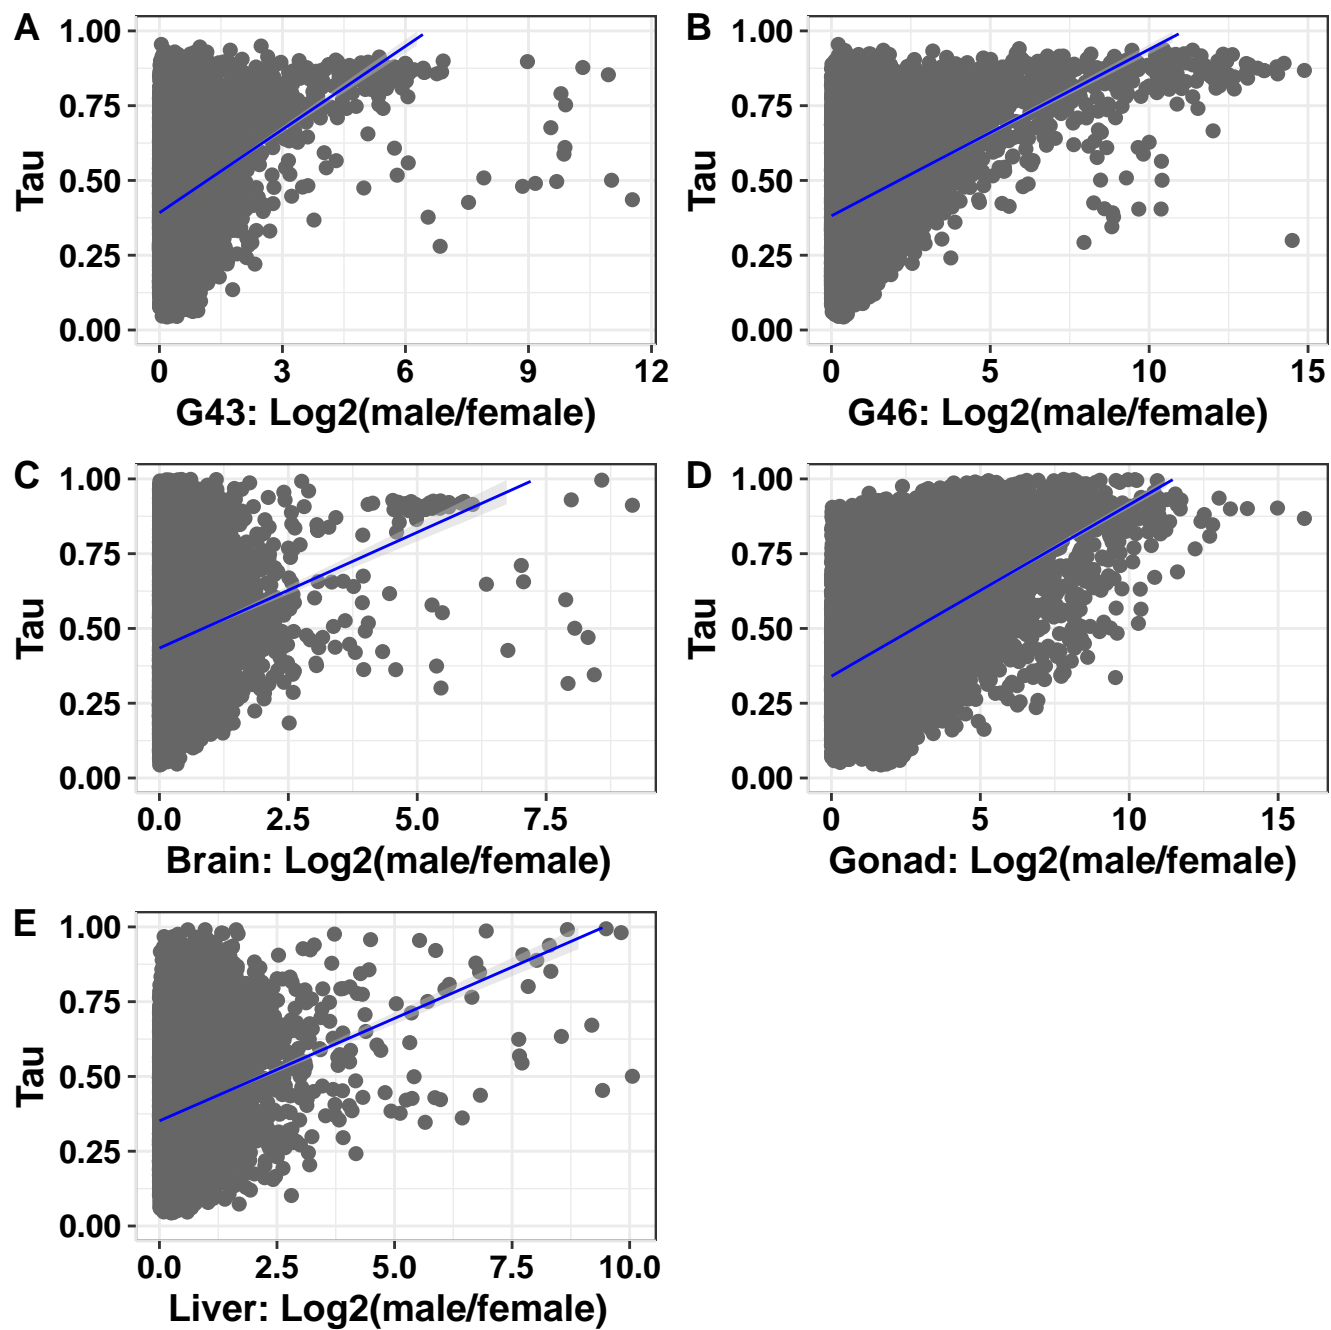 A
1.00
0.75
0.50
0.25
0.00
Tau
0 3 6 9 12
G43: Log2(male/female)
B
1.00
0.75
0.50
0.25
0.00
Tau
0 5 10 15
G46: Log2(male/female)
C
1.00
0.75
0.50
0.25
0.00
Tau
0.0 2.5 5.0 7.5
Brain: Log2(male/female)
D
1.00
0.75
0.50
0.25
0.00
Tau
0 5 10 15
Gonad: Log2(male/female)
E
1.00
0.75
0.50
0.25
0.00
Tau
0.0 2.5 5.0 7.5 10.0
Liver: Log2(male/female)